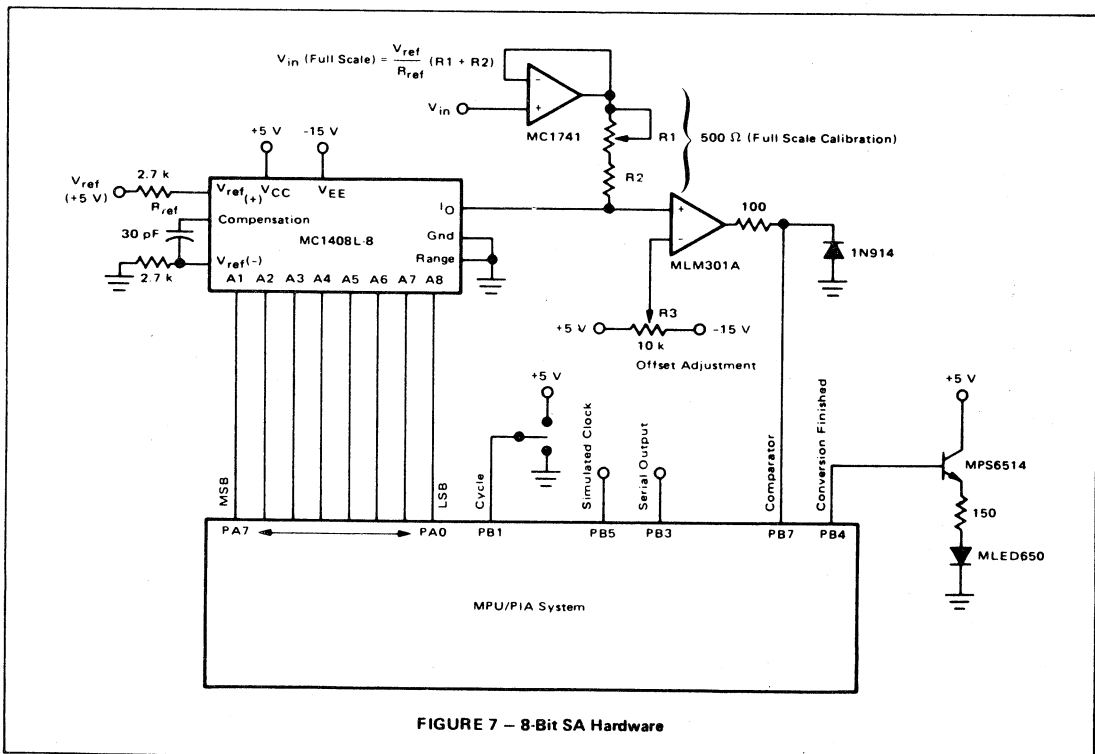 V_in (Full Scale) = V_ref / R_ref (R1 + R2)
V_in
MC1741
R1
500 Ω (Full Scale Calibration)
R2
+5 V
-15 V
V_ref
(+5 V)
2.7 k
R_ref
V_ref(+)
V_CC
V_EE
Compensation
30 pF
MC1408L-8
V_ref(-)
2.7 k
I_O
Gnd
Range
A1 A2 A3 A4 A5 A6 A7 A8
+
-
MLM301A
100
1N914
R3
+5 V
-15 V
10 k
Offset Adjustment
+5 V
MSB
LSB
Cycle
Simulated Clock
Serial Output
Comparator
Conversion Finished
+5 V
MPS6514
150
MLED650
PA7
PA0
PB1
PB5
PB3
PB7
PB4
MPU/PIA System
FIGURE 7 – 8-Bit SA Hardware